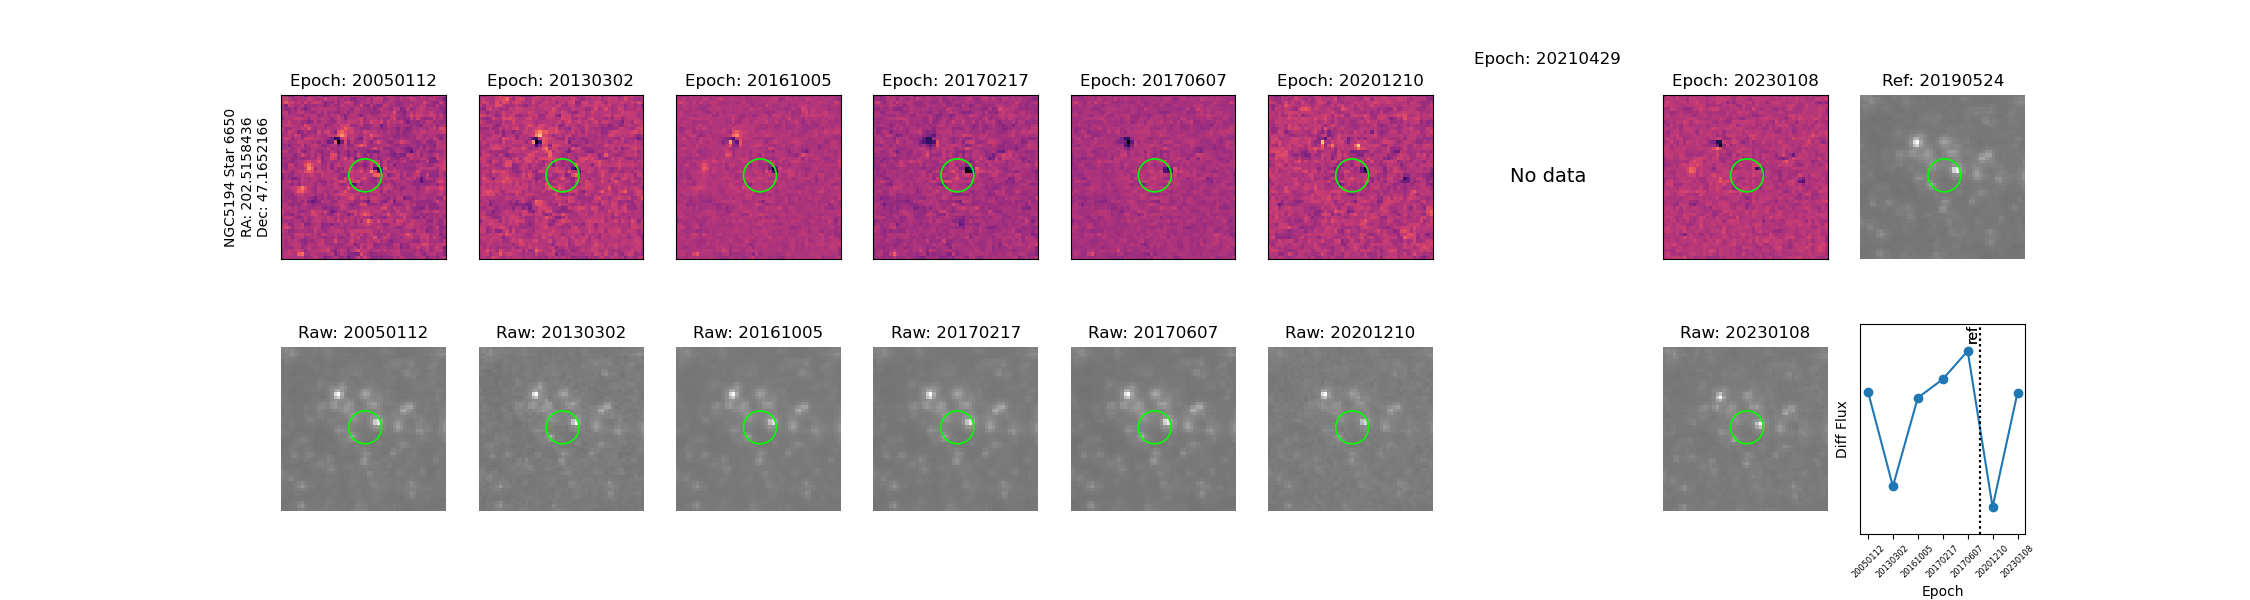 Epoch: 20210429
Epoch: 20050112
Epoch: 20130302
Epoch: 20161005
Epoch: 20170217
Epoch: 20170607
Epoch: 20201210
Epoch: 20230108
Ref: 20190524
NGC5194 Star 6650
RA: 202.5158436
Dec: 47.1652166
No data
Raw: 20050112
Raw: 20130302
Raw: 20161005
Raw: 20170217
Raw: 20170607
Raw: 20201210
Raw: 20230108
ref
Diff Flux
20050112
20130302
20161005
20170217
20170607
20201210
20230108
Epoch